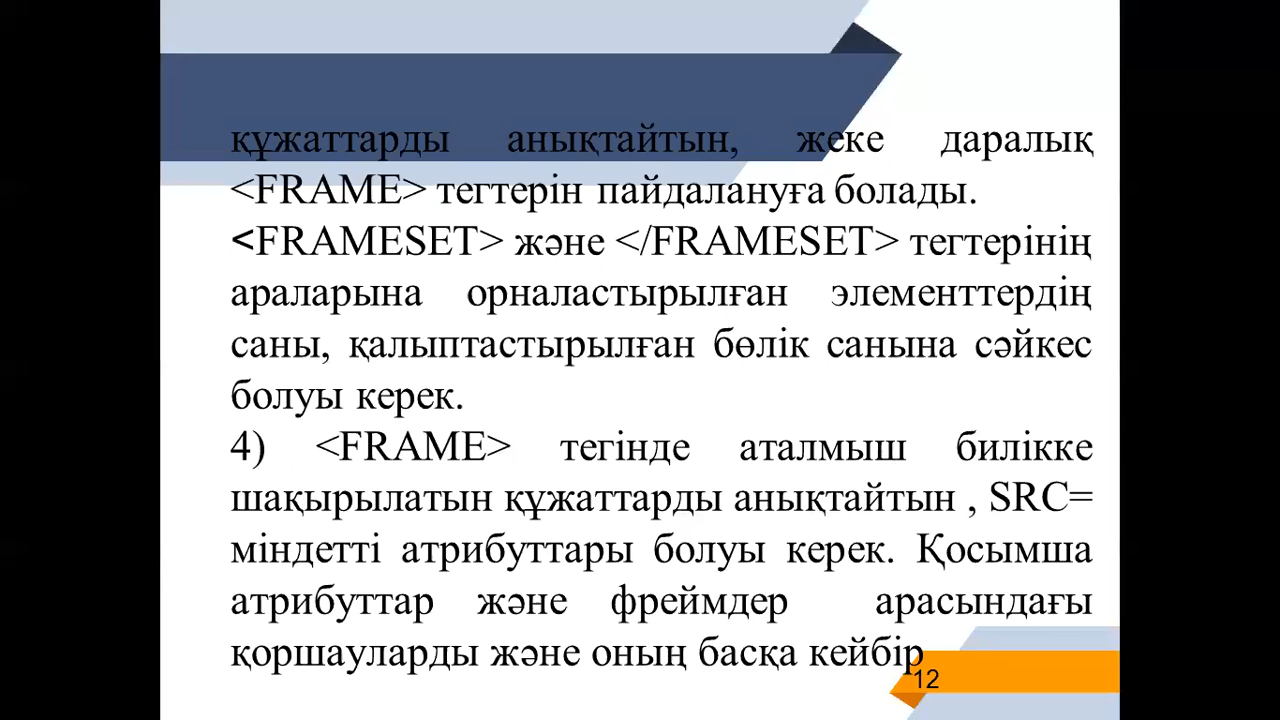 құжаттарды анықтайтын, жеке даралық
<FRAME> тегтерін пайдалануға болады.
<FRAMESET> және </FRAMESET> тегтерінің
араларына орналастырылған элементтердің
саны, қалыптастырылған бөлік санына сәйкес
болуы керек.
4) <FRAME> тегінде аталмыш билікке
шақырылатын құжаттарды анықтайтын , SRC=
міндетті атрибуттары болуы керек. Қосымша
атрибуттар және фреймдер арасындағы
қоршауларды және оның басқа кейбір
12